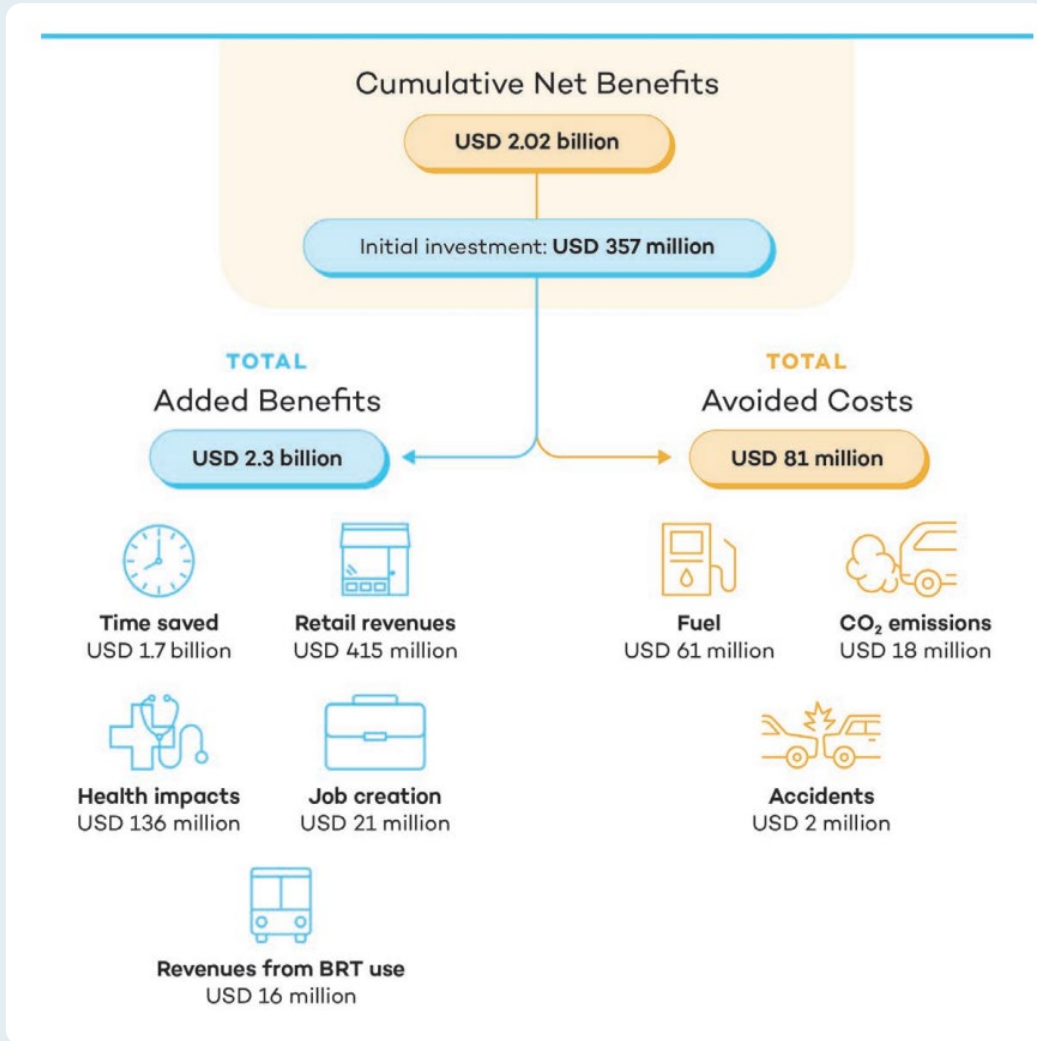 Cumulative Net Benefits
USD 2.02 billion
Initial investment: USD 357 million
TOTAL
Added Benefits
USD 2.3 billion
Time saved
USD 1.7 billion
Retail revenues
USD 415 million
Health impacts
USD 136 million
Job creation
USD 21 million
Revenues from BRT use
USD 16 million
TOTAL
Avoided Costs
USD 81 million
Fuel
USD 61 million
CO₂ emissions
USD 18 million
Accidents
USD 2 million